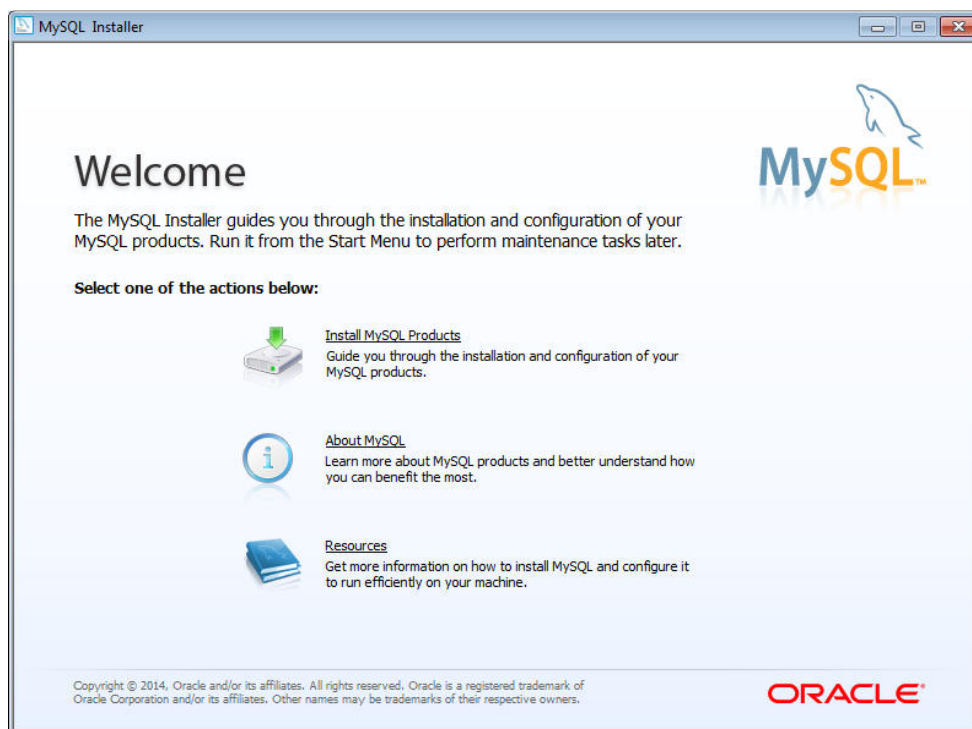 MySQL Installer
MySQL™
Welcome
The MySQL Installer guides you through the installation and configuration of your
MySQL products. Run it from the Start Menu to perform maintenance tasks later.
Select one of the actions below:
Install MySQL Products
Guide you through the installation and configuration of your
MySQL products.
About MySQL
Learn more about MySQL products and better understand how
you can benefit the most.
Resources
Get more information on how to install MySQL and configure it
to run efficiently on your machine.
Copyright © 2014, Oracle and/or its affiliates. All rights reserved. Oracle is a registered trademark of
Oracle Corporation and/or its affiliates. Other names may be trademarks of their respective owners.
ORACLE®